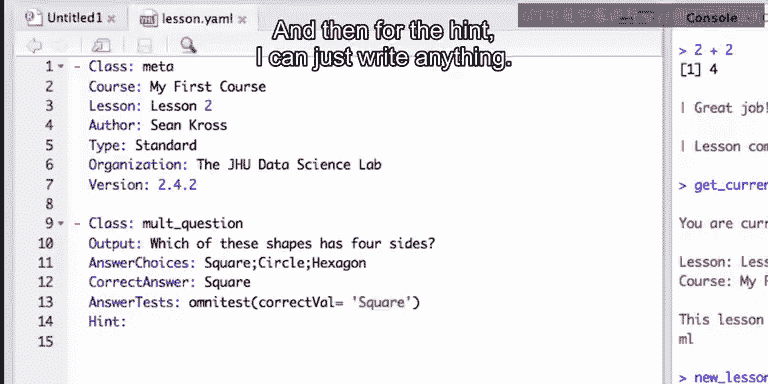 Untitled1 × lesson.yaml × Console
And then for the hint,
I can just write anything.
1 - Class: meta
2 Course: My First Course
3 Lesson: Lesson 2
4 Author: Sean Kross
5 Type: Standard
6 Organization: The JHU Data Science Lab
7 Version: 2.4.2
8
9 - Class: mult_question
10 Output: Which of these shapes has four sides?
11 AnswerChoices: Square;Circle;Hexagon
12 CorrectAnswer: Square
13 AnswerTests: omnitest(correctVal= 'Square')
14 Hint:
15
> 2 + 2
[1] 4
| Great job!
| Lesson com
> get_curren
You are curr
Lesson: Less
Course: My F
This lesson
ml
> new_lesson